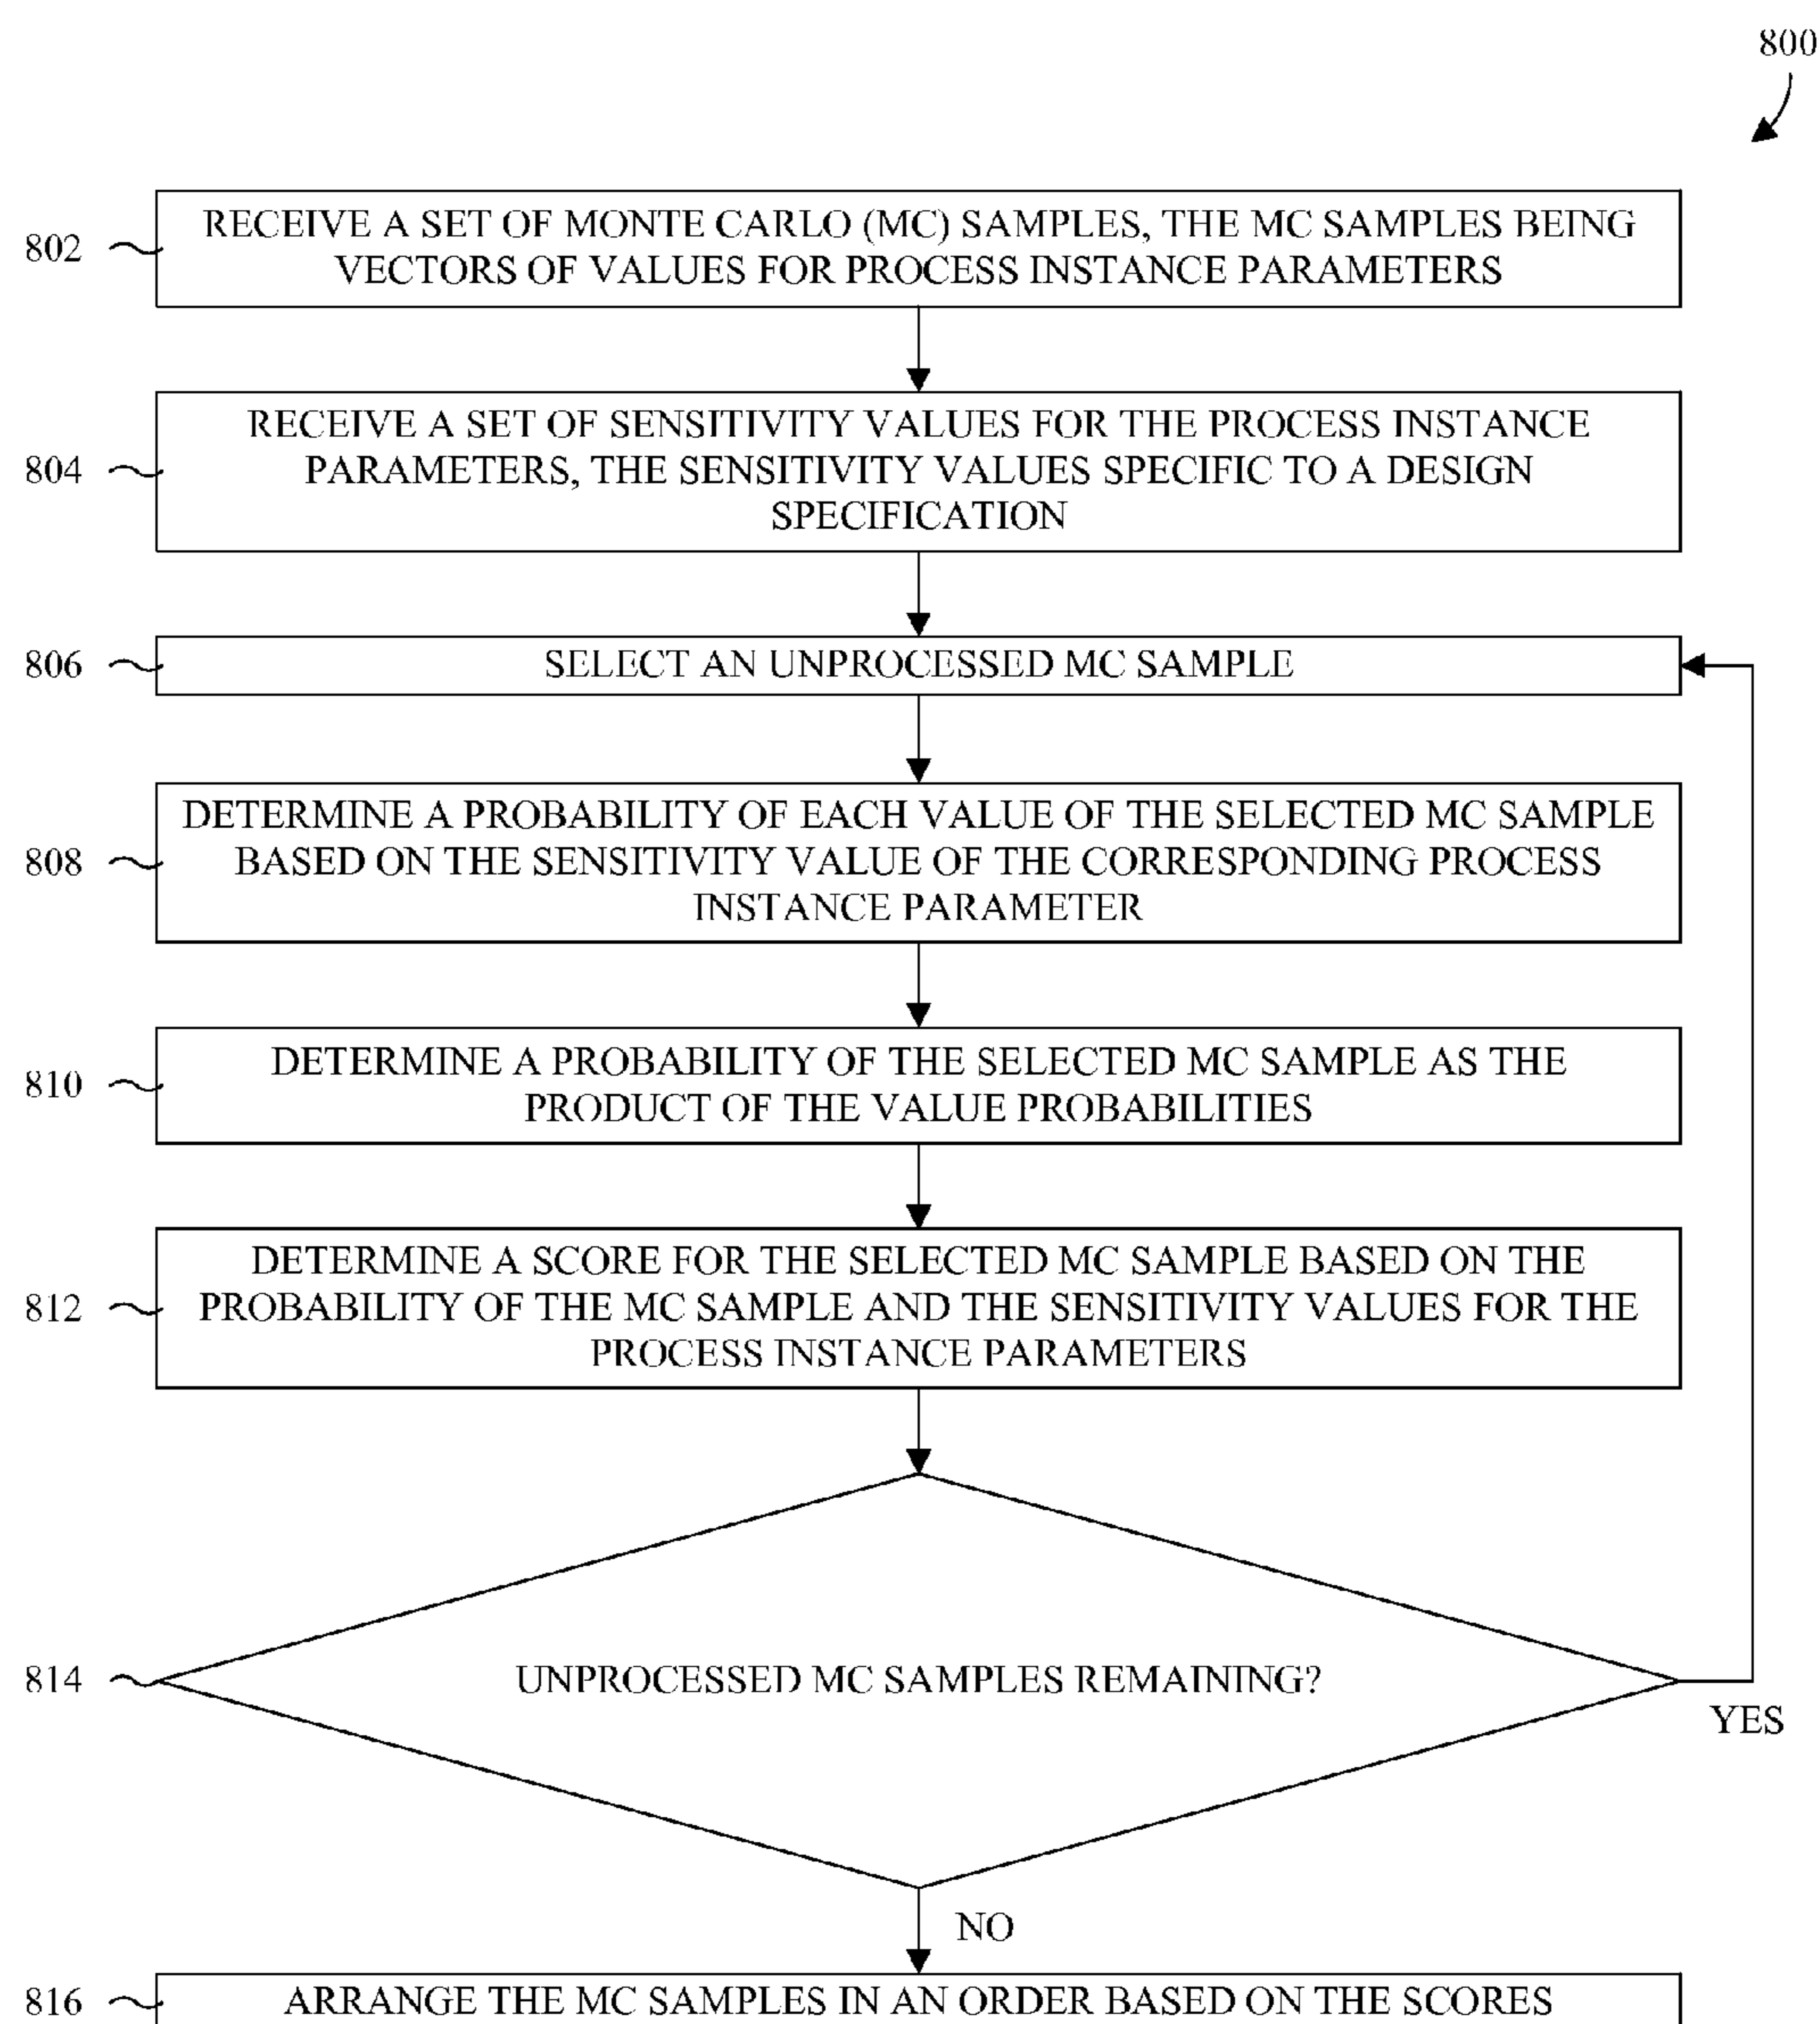 800
802
RECEIVE A SET OF MONTE CARLO (MC) SAMPLES, THE MC SAMPLES BEING
VECTORS OF VALUES FOR PROCESS INSTANCE PARAMETERS
804
RECEIVE A SET OF SENSITIVITY VALUES FOR THE PROCESS INSTANCE
PARAMETERS, THE SENSITIVITY VALUES SPECIFIC TO A DESIGN
SPECIFICATION
806
SELECT AN UNPROCESSED MC SAMPLE
808
DETERMINE A PROBABILITY OF EACH VALUE OF THE SELECTED MC SAMPLE
BASED ON THE SENSITIVITY VALUE OF THE CORRESPONDING PROCESS
INSTANCE PARAMETER
810
DETERMINE A PROBABILITY OF THE SELECTED MC SAMPLE AS THE
PRODUCT OF THE VALUE PROBABILITIES
812
DETERMINE A SCORE FOR THE SELECTED MC SAMPLE BASED ON THE
PROBABILITY OF THE MC SAMPLE AND THE SENSITIVITY VALUES FOR THE
PROCESS INSTANCE PARAMETERS
814
UNPROCESSED MC SAMPLES REMAINING?
YES
NO
816
ARRANGE THE MC SAMPLES IN AN ORDER BASED ON THE SCORES